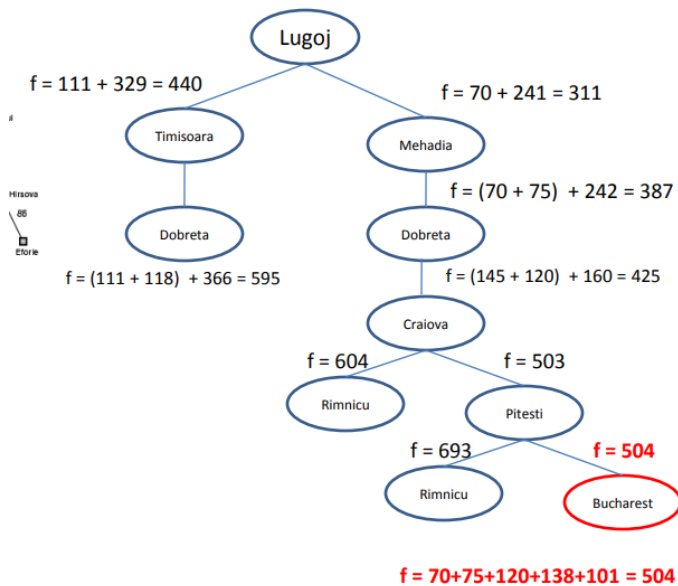 Lugoj
f = 111 + 329 = 440
f = 70 + 241 = 311
Timisoara
Mehadia
Hirsova
86
Eforie
f = (70 + 75) + 242 = 387
Dobreta
Dobreta
f = (111 + 118) + 366 = 595
f = (145 + 120) + 160 = 425
Craiova
f = 604
f = 503
Rimnicu
Pitesti
f = 693
f = 504
Rimnicu
Bucharest
f = 70+75+120+138+101 = 504